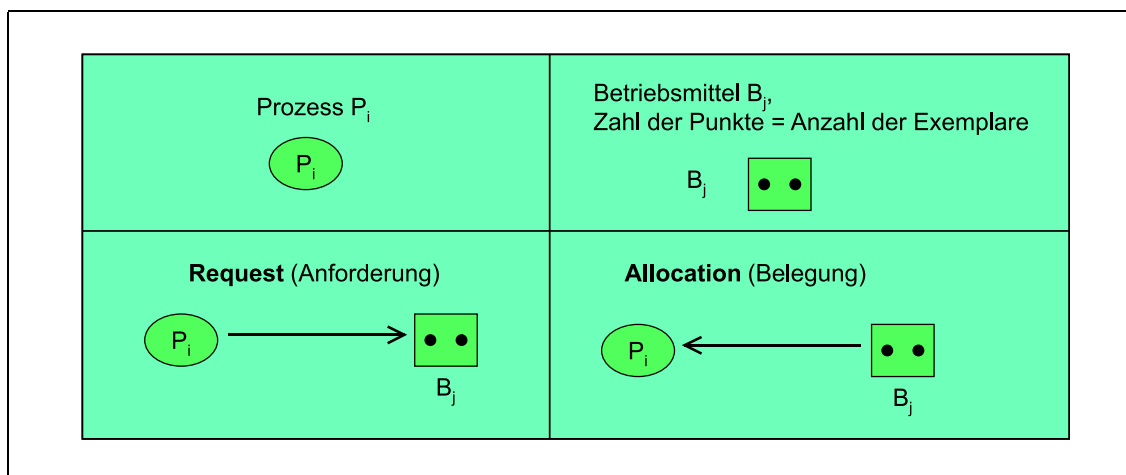 Prozess Pi
Pi
Betriebsmittel Bj,
Zahl der Punkte = Anzahl der Exemplare
Bj
Request (Anforderung)
Pi
Bj
Allocation (Belegung)
Pi
Bj